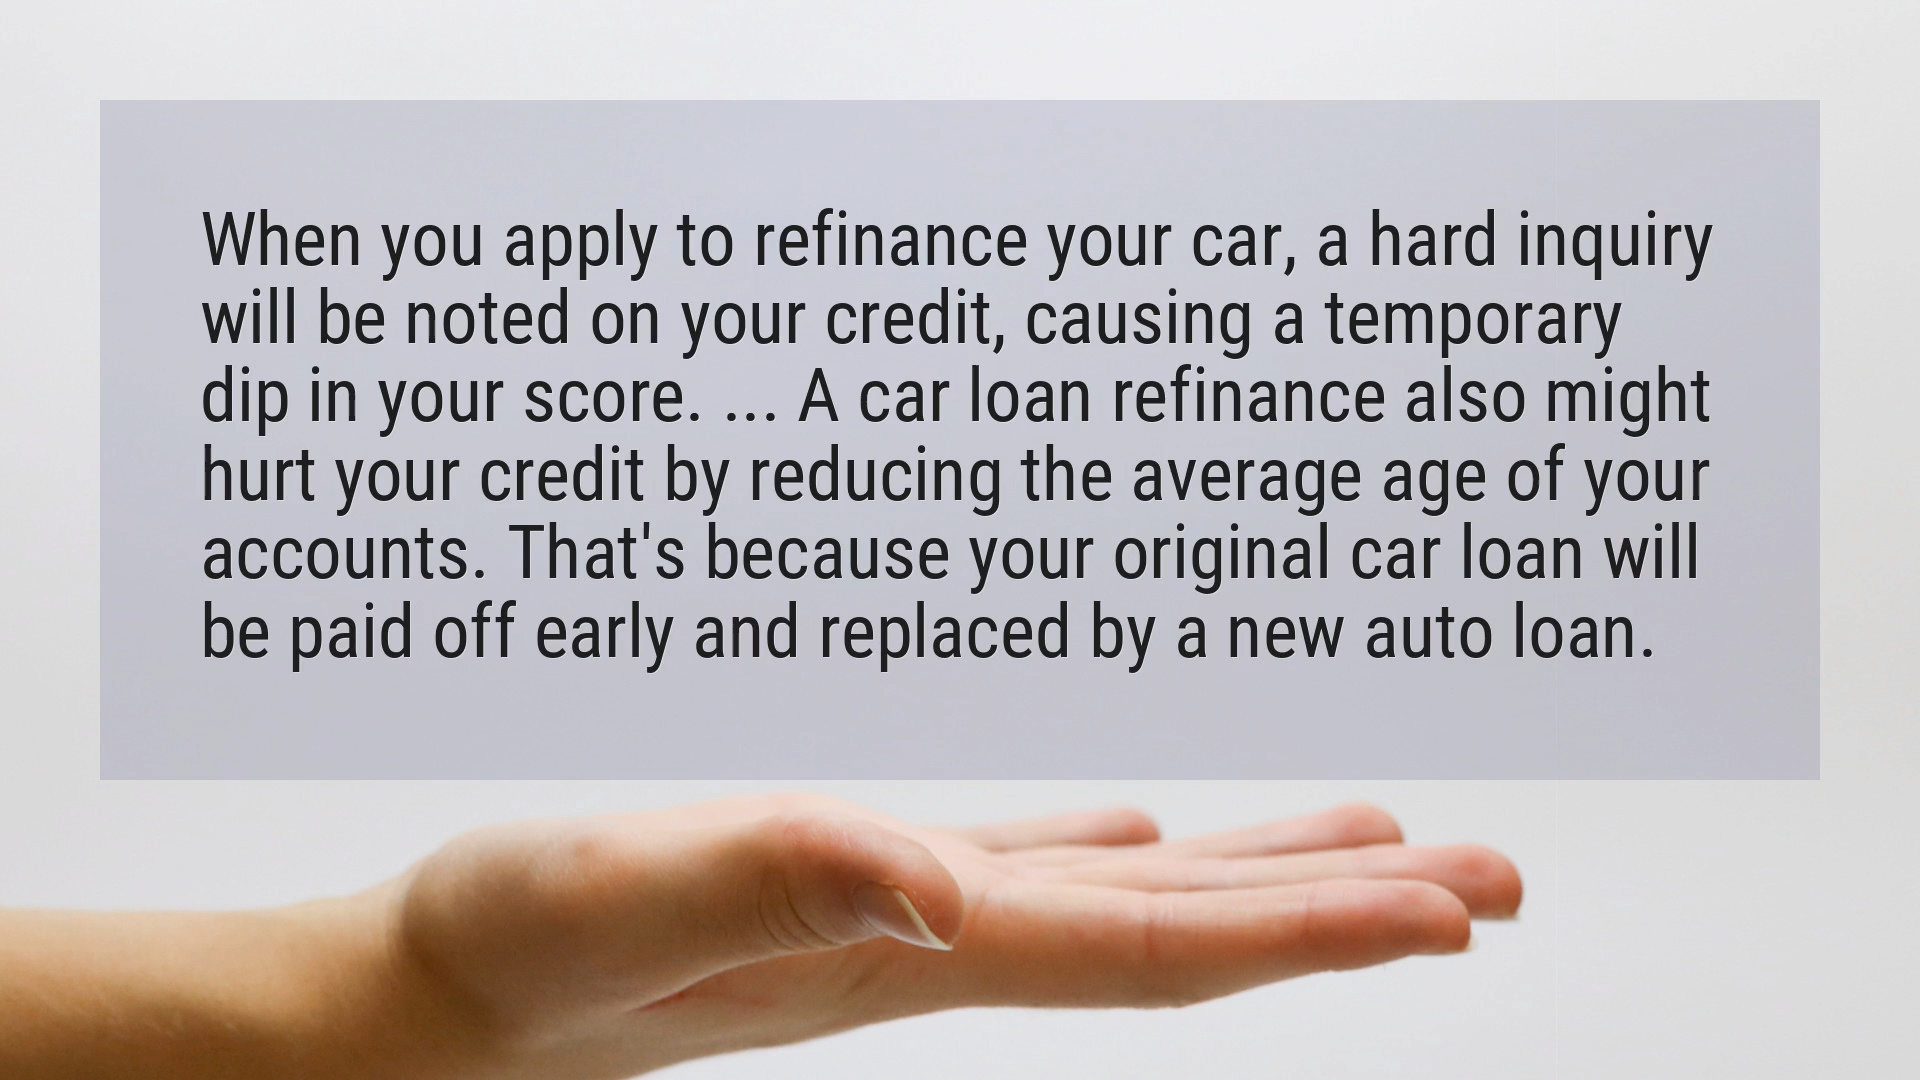 When you apply to refinance your car, a hard inquiry
will be noted on your credit, causing a temporary
dip in your score. ... A car loan refinance also might
hurt your credit by reducing the average age of your
accounts. That's because your original car loan will
be paid off early and replaced by a new auto loan.